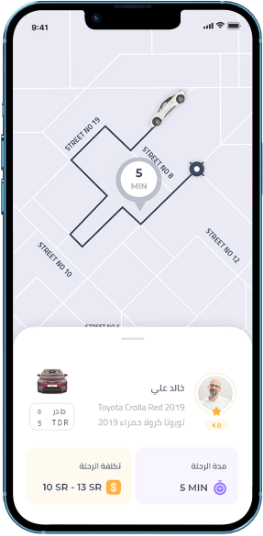 9:41
STREET NO 19
STREET NO 8
5
MIN
STREET NO 12
STREET NO 10
STREET NO 5
خالد علي
Toyota Crolla Red 2019
تويوتا كرولا حمراء 2019
4.0
T D R
5
مدة الرحلة
5 MIN
تكلفة الرحلة
10 SR - 13 SR
$